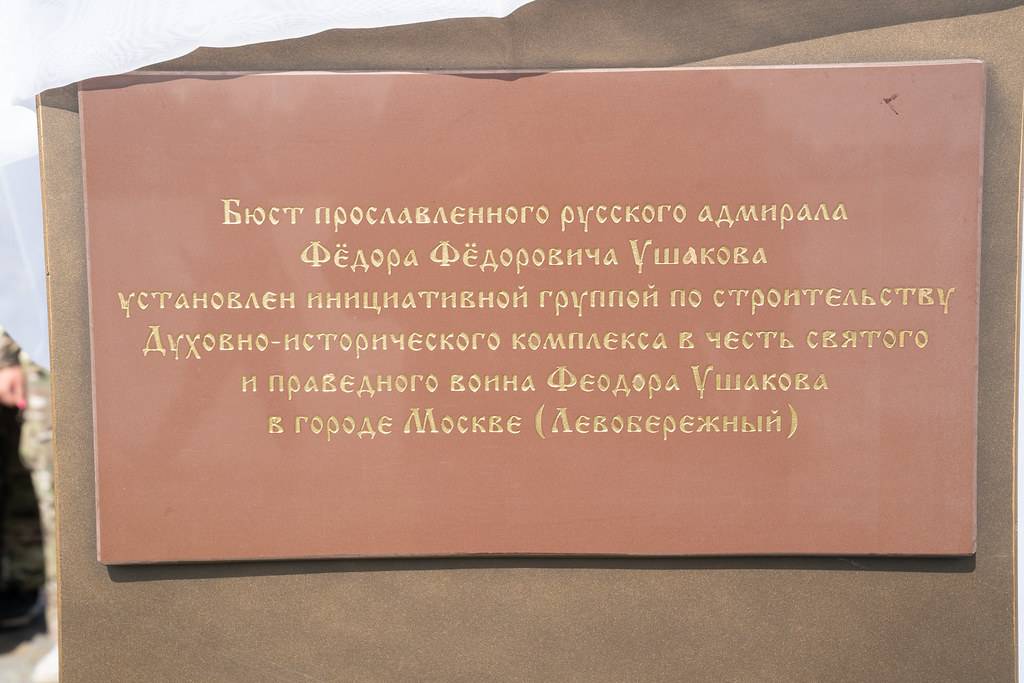 Бюст прославленного русского адмирала
Фёдора Фёдоровича Ушакова
установлен инициативной группой по строительству
Духовно-исторического комплекса в честь святого
и праведного воина Феодора Ушакова
в городе Москве (Левобережный)